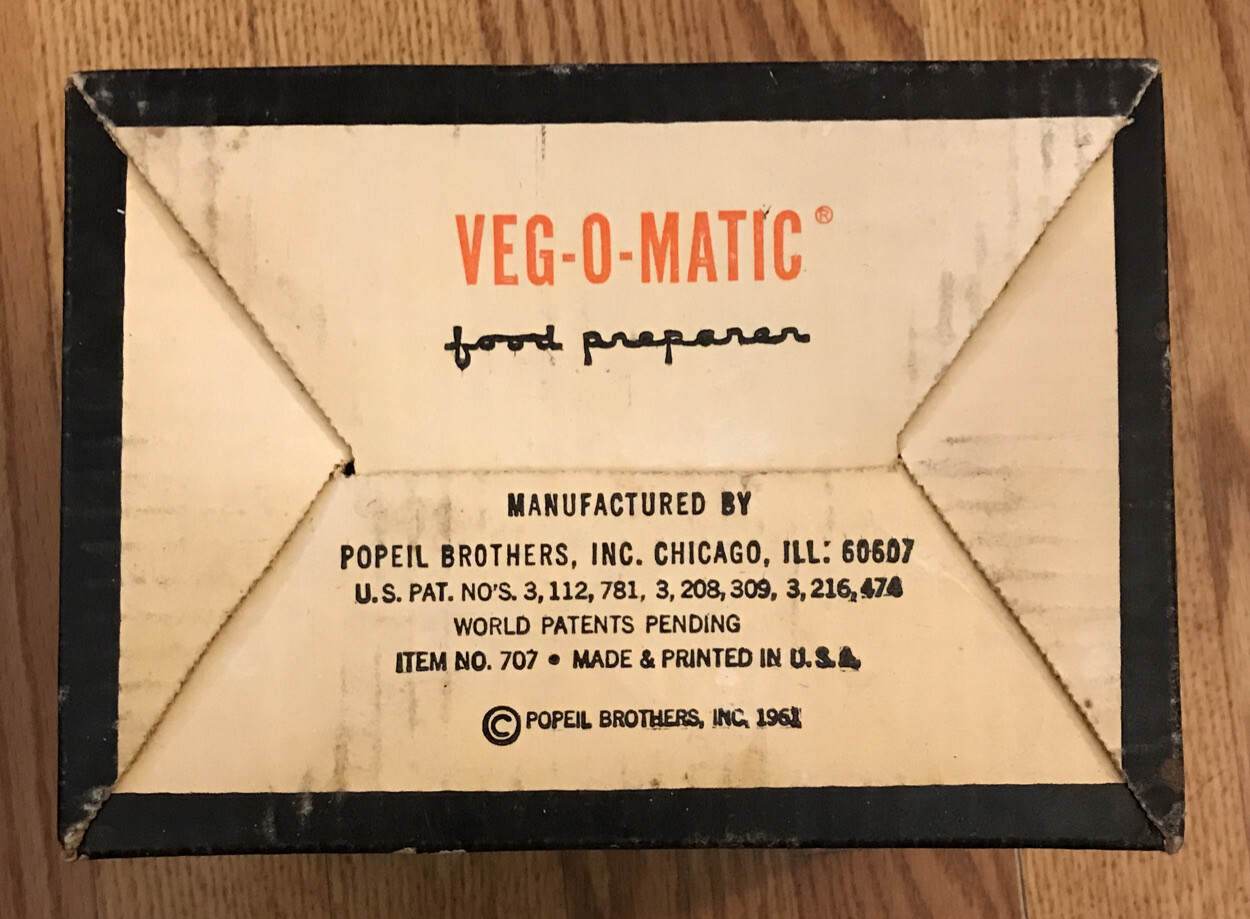 VEG-O-MATIC®
food preparer
MANUFACTURED BY
POPEIL BROTHERS, INC. CHICAGO, ILL. 60607
U.S. PAT. NO'S. 3,112,781, 3,208,309, 3,216,474
WORLD PATENTS PENDING
ITEM NO. 707 • MADE & PRINTED IN U.S.A.
© POPEIL BROTHERS, INC. 1961